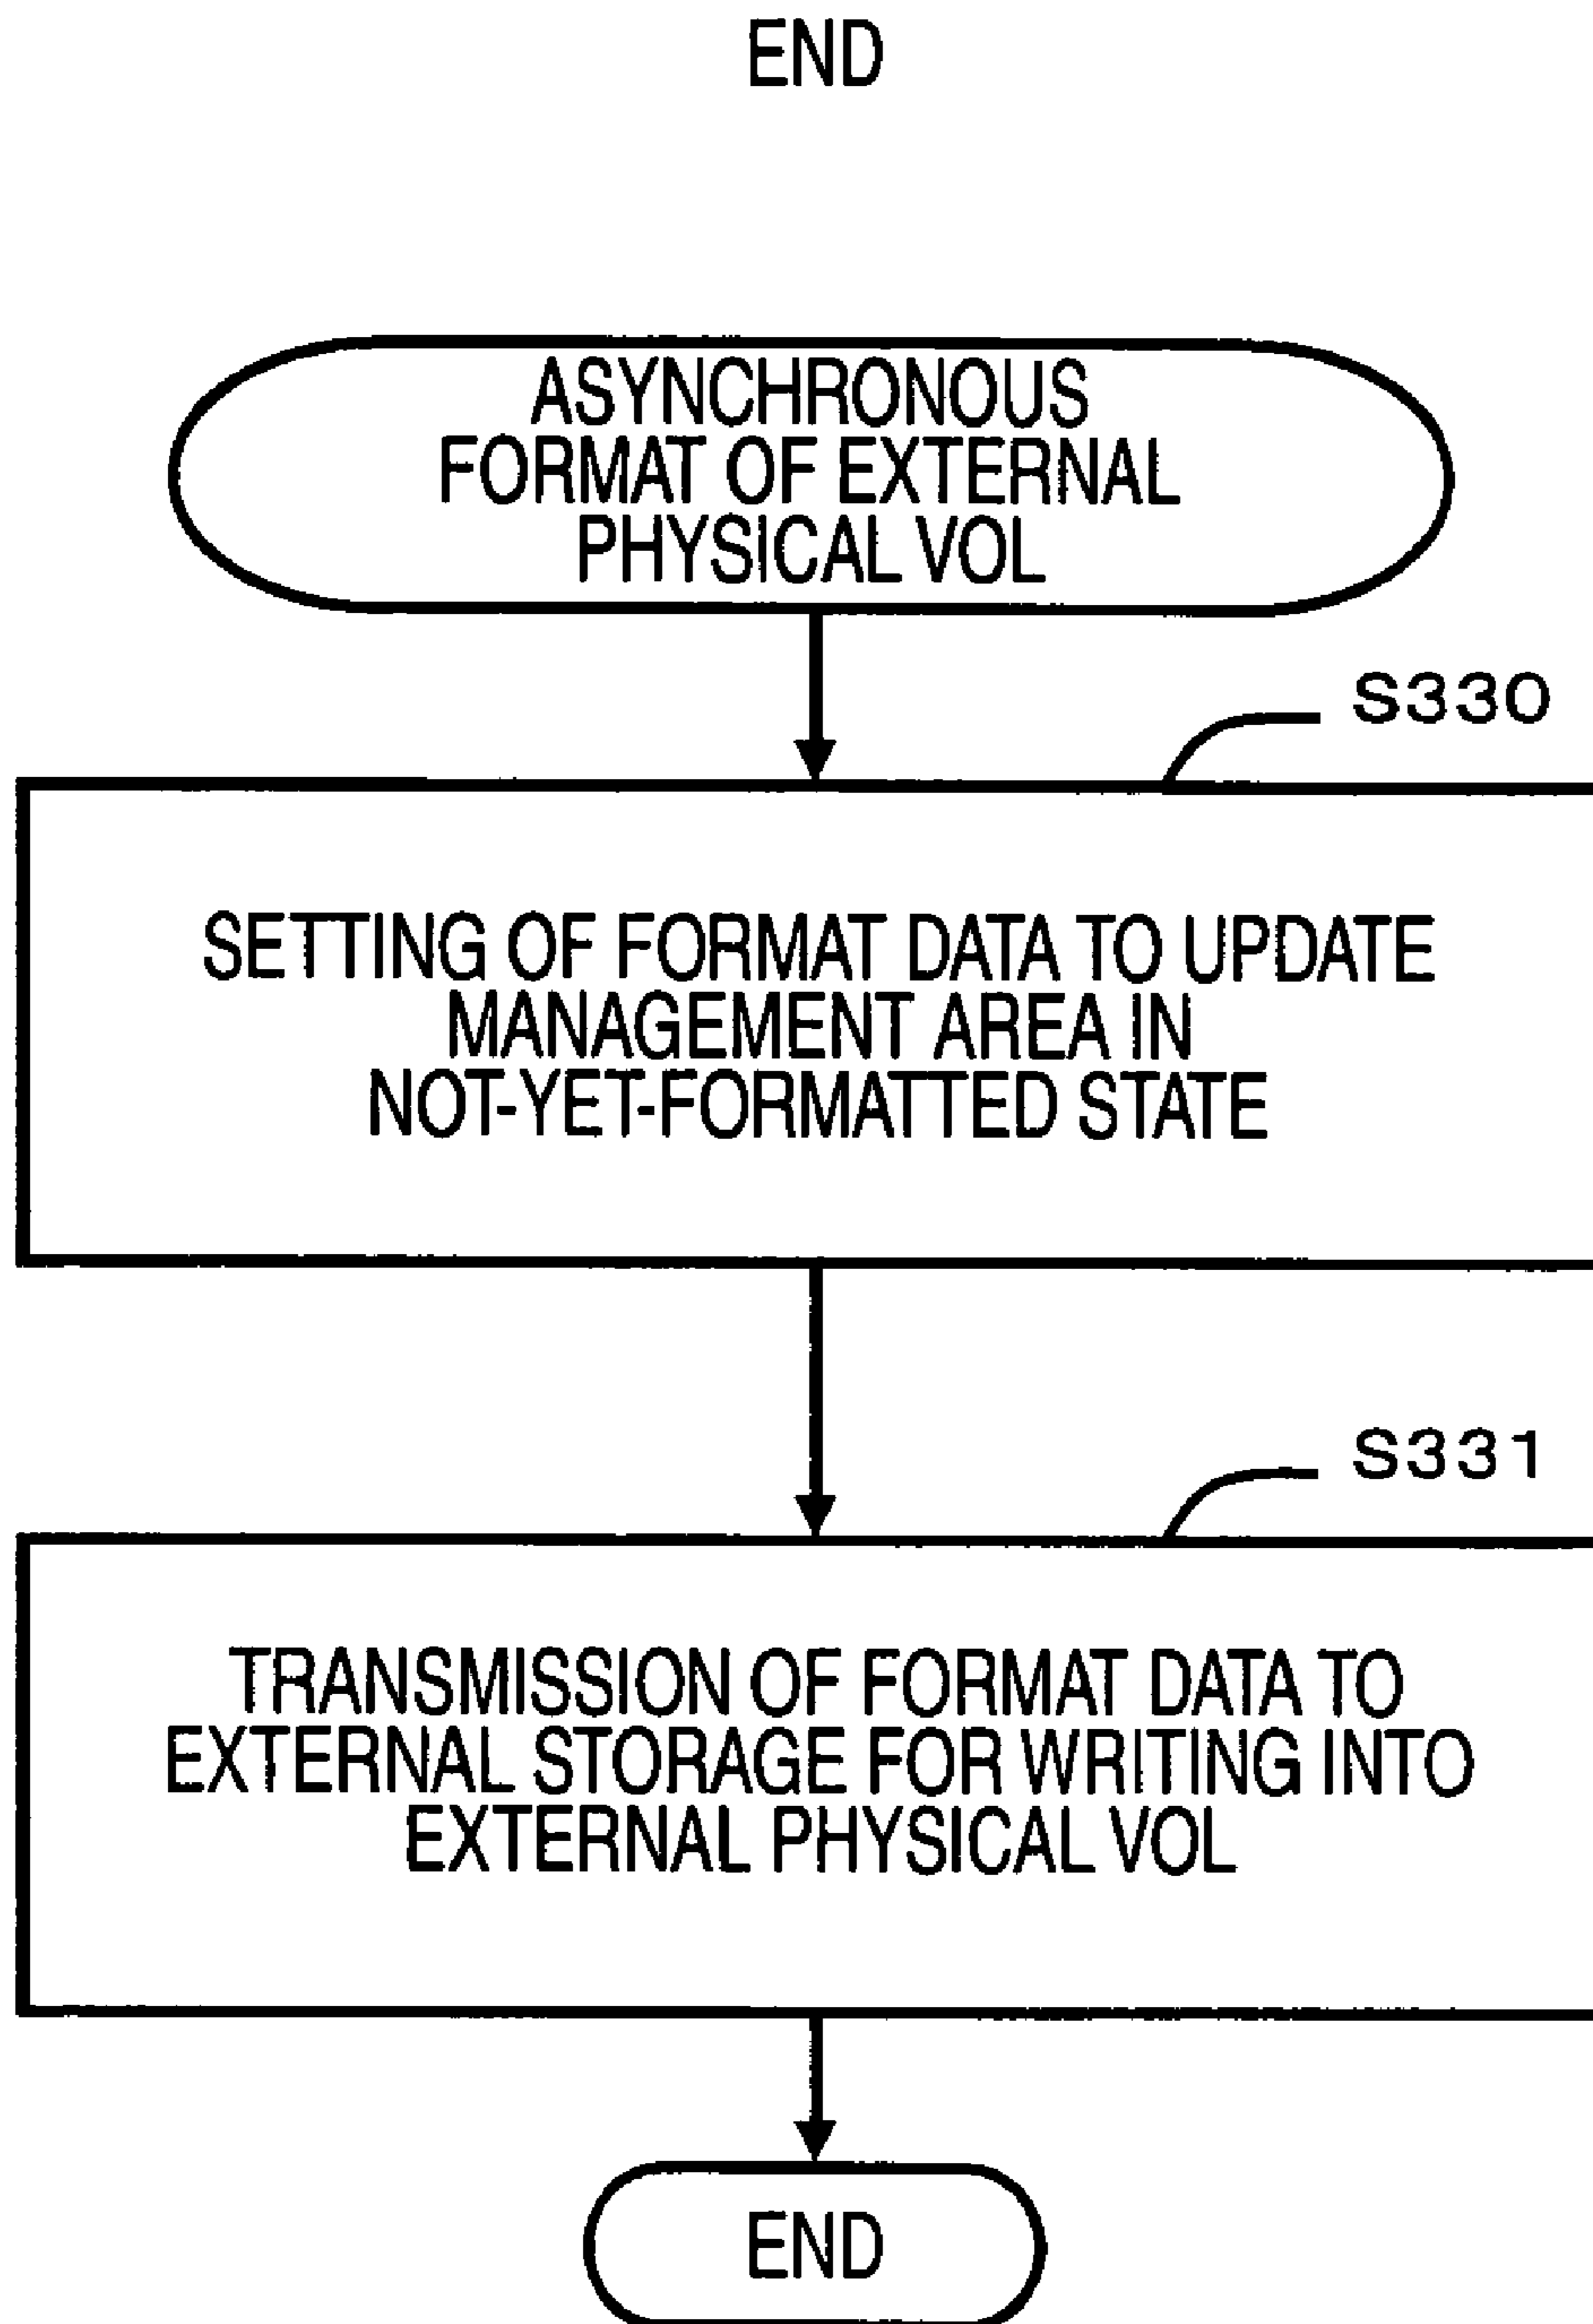 END
ASYNCHRONOUS
FORMAT OF EXTERNAL
PHYSICAL VOL
S330
SETTING OF FORMAT DATA TO UPDATE
MANAGEMENT AREA IN
NOT-YET-FORMATTED STATE
S331
TRANSMISSION OF FORMAT DATA TO
EXTERNAL STORAGE FOR WRITING INTO
EXTERNAL PHYSICAL VOL
END